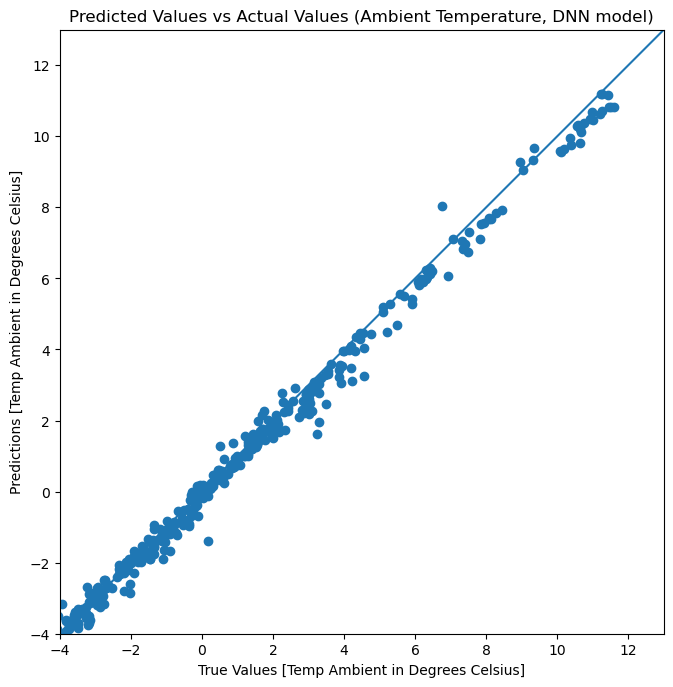 Predicted Values vs Actual Values (Ambient Temperature, DNN model)
Predictions [Temp Ambient in Degrees Celsius]
12
10
8
6
4
2
0
−2
−4
−4 −2 0 2 4 6 8 10 12
True Values [Temp Ambient in Degrees Celsius]